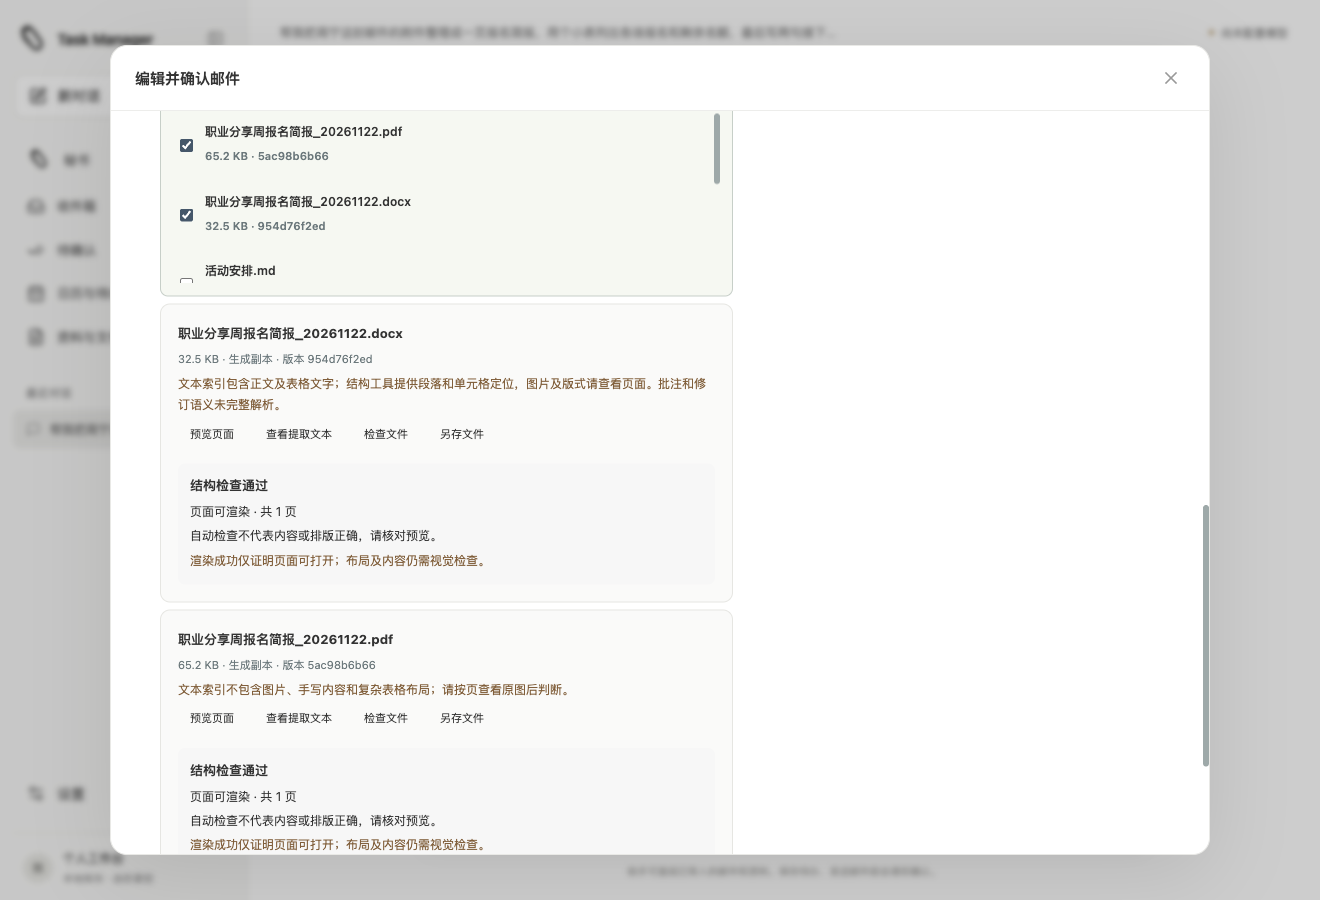 Task Manager
编辑并确认邮件
职业分享周报名简报_20261122.pdf
65.2 KB · 5ac98b6b66
职业分享周报名简报_20261122.docx
32.5 KB · 954d76f2ed
活动安排.md
职业分享周报名简报_20261122.docx
32.5 KB · 生成副本 · 版本 954d76f2ed
文本索引包含正文及表格文字；结构工具提供段落和单元格定位，图片及版式请查看页面。批注和修
订语义未完整解析。
预览页面 查看提取文本 检查文件 另存文件
结构检查通过
页面可渲染 · 共 1 页
自动检查不代表内容或排版正确，请核对预览。
渲染成功仅证明页面可打开；布局及内容仍需视觉检查。
职业分享周报名简报_20261122.pdf
65.2 KB · 生成副本 · 版本 5ac98b6b66
文本索引不包含图片、手写内容和复杂表格布局；请按页查看原图后判断。
预览页面 查看提取文本 检查文件 另存文件
结构检查通过
页面可渲染 · 共 1 页
自动检查不代表内容或排版正确，请核对预览。
渲染成功仅证明页面可打开；布局及内容仍需视觉检查。
设置